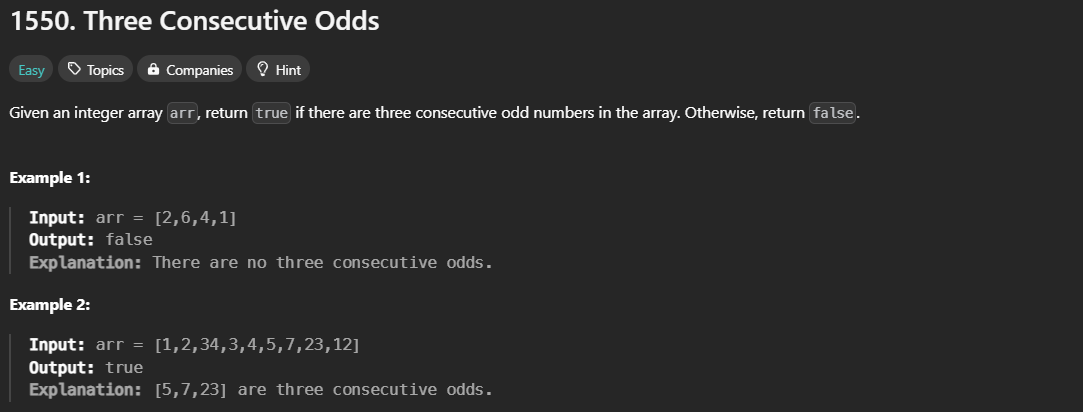 1550. Three Consecutive Odds
Easy Topics Companies Hint
Given an integer array arr, return true if there are three consecutive odd numbers in the array. Otherwise, return false.
Example 1:
Input: arr = [2,6,4,1]
Output: false
Explanation: There are no three consecutive odds.
Example 2:
Input: arr = [1,2,34,3,4,5,7,23,12]
Output: true
Explanation: [5,7,23] are three consecutive odds.